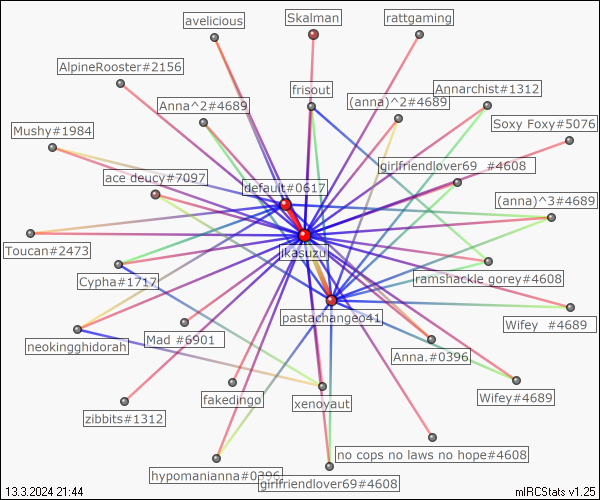 avelicious
Skalman
rattgaming
AlpineRooster#2156
frisout
Annarchist#1312
Anna^2#4689
(anna)^2#4689
Mushy#1984
Soxy Foxy#5076
ace deucy#7097
girlfriendlover69 #4608
default#0617
(anna)^3#4689
ikasuzu
Toucan#2473
Cypha#1717
ramshackle gorey#4608
pastachangeo41
Wifey #4689
Mad #6901
neokingghidorah
Anna.#0396
fakedingo
xenoyaut
Wifey#4689
zibbits#1312
no cops no laws no hope#4608
hypomanianna#0396
girlfriendlover69#4608
13.3.2024 21:44
mIRCStats v1.25